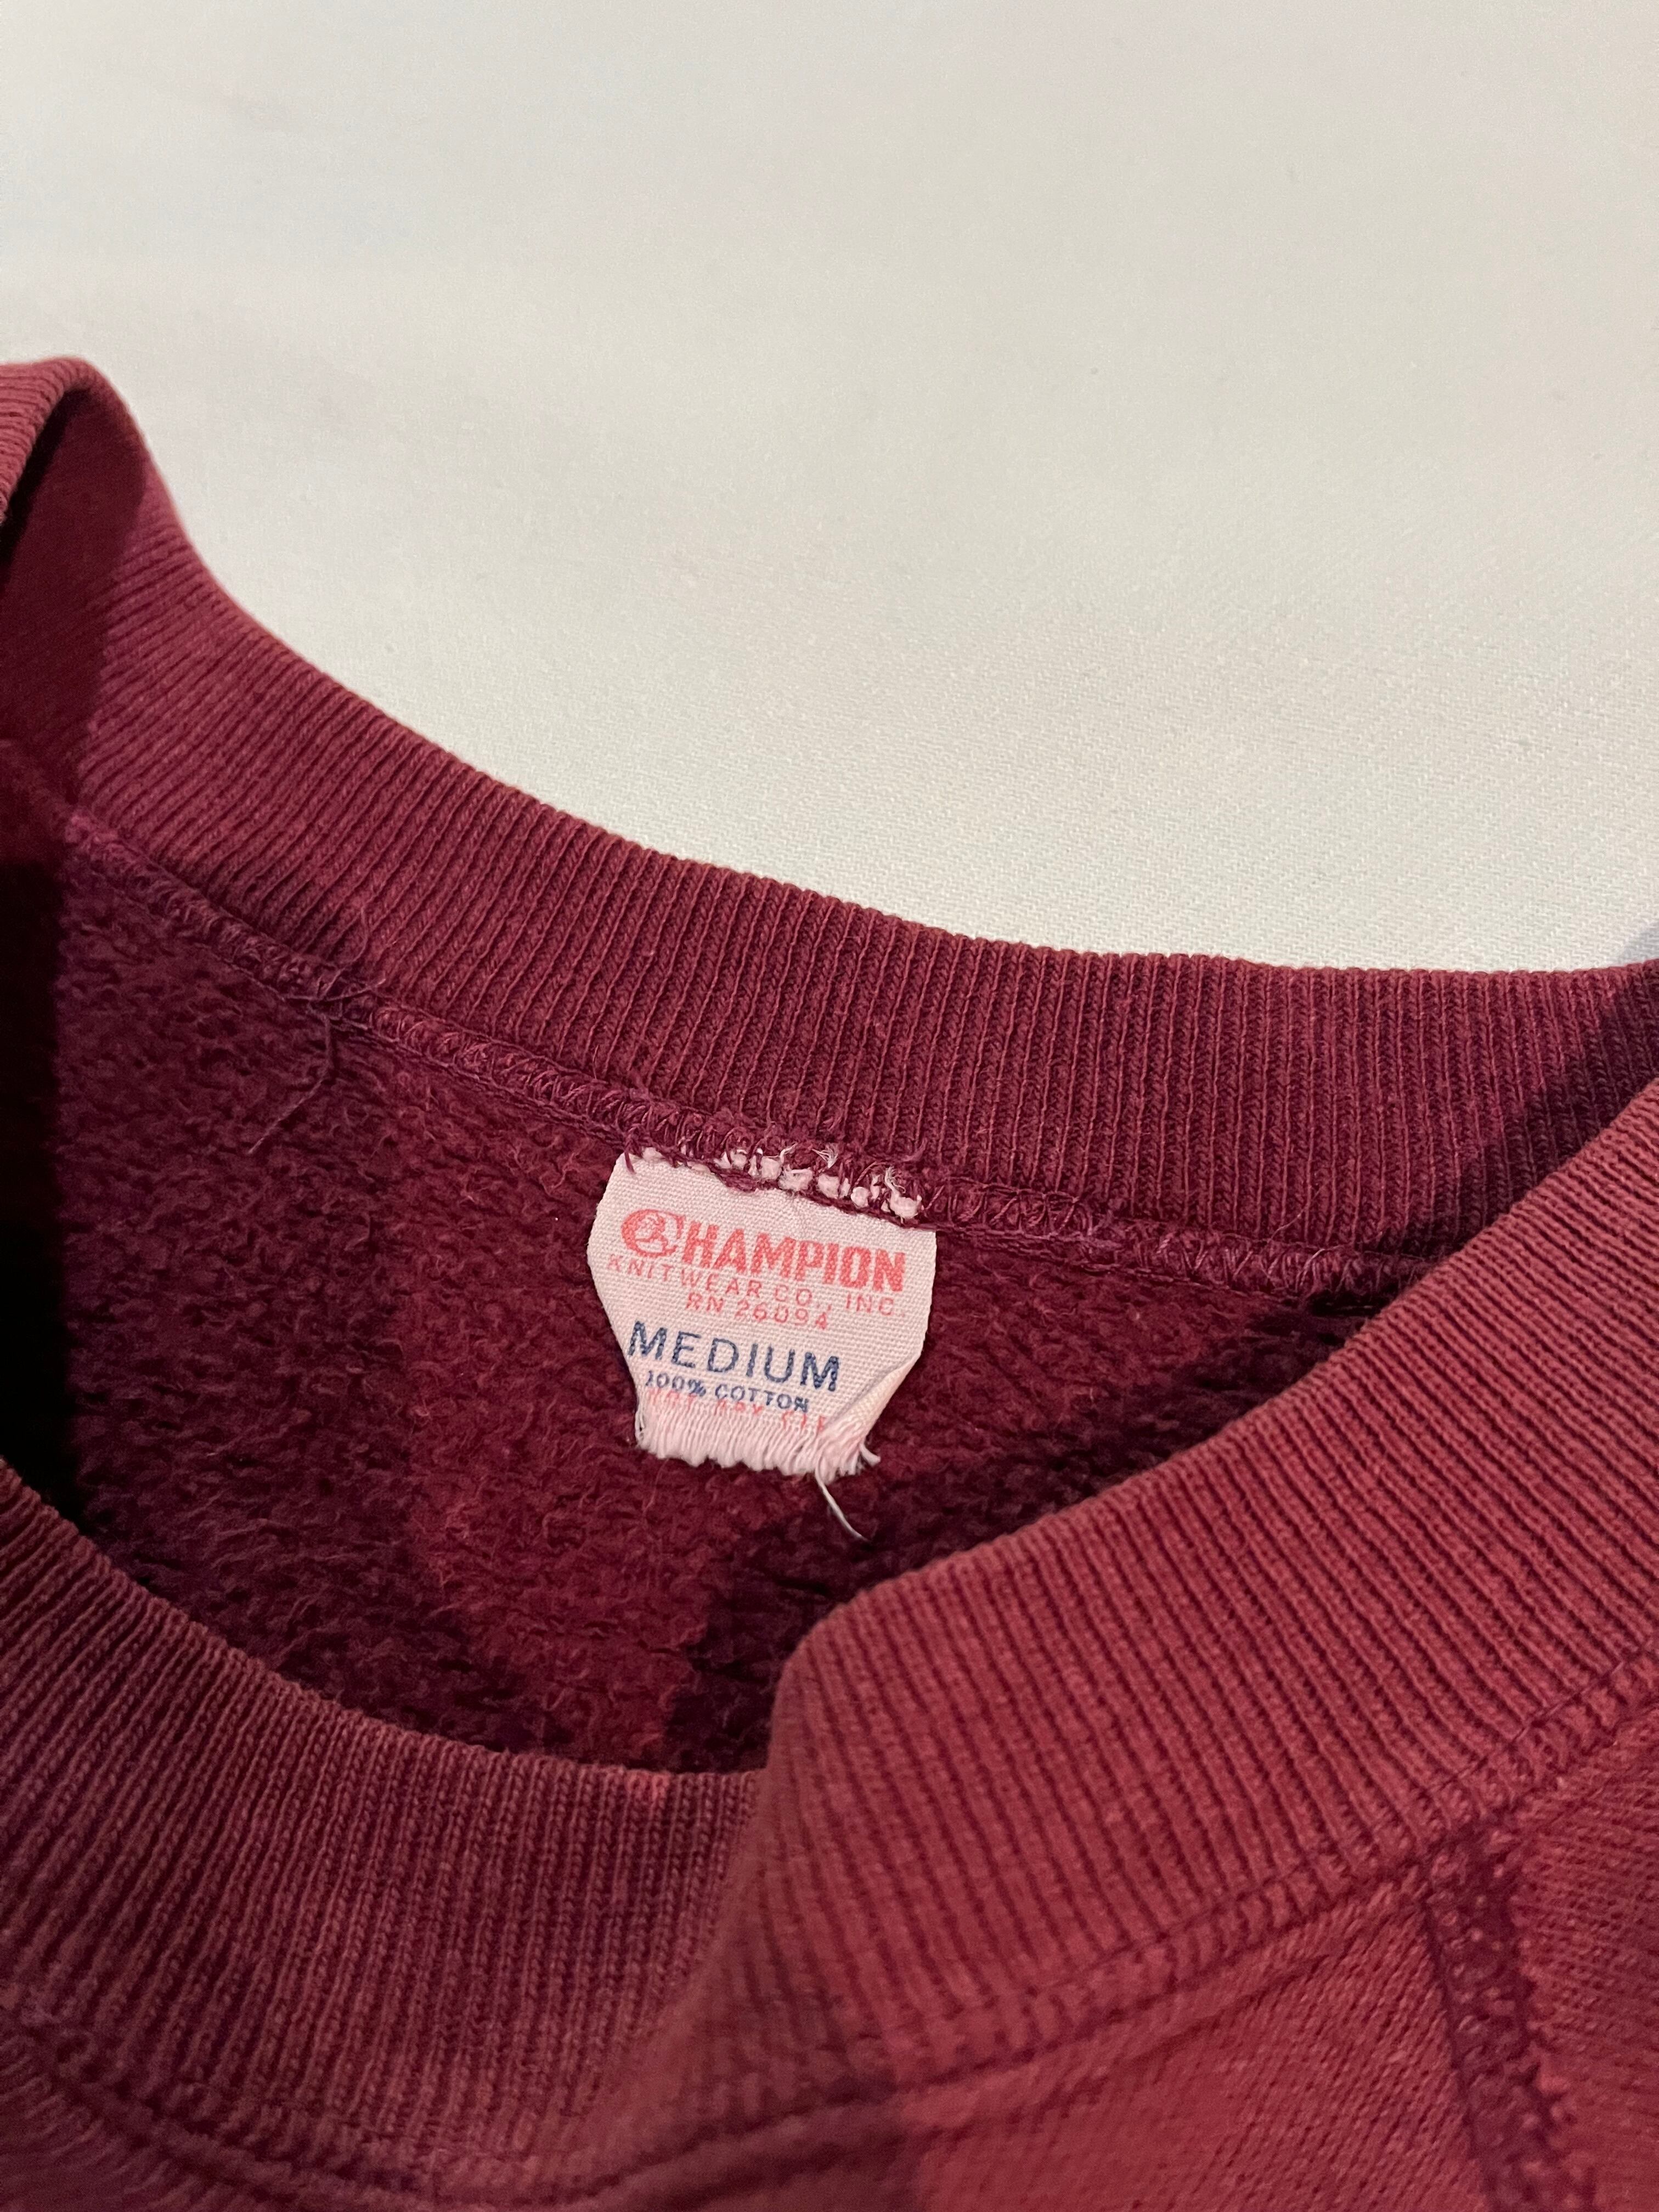 CHAMPION
KNITWEAR CO., INC.
RN 26094
MEDIUM
100% COTTON